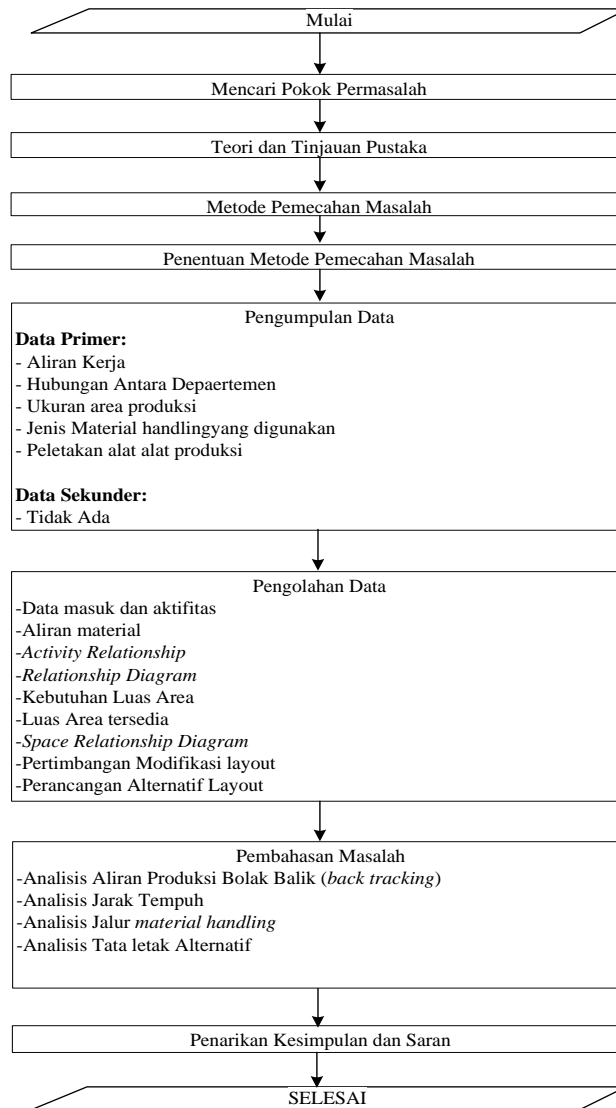 Mulai
Mencari Pokok Permasalah
Teori dan Tinjauan Pustaka
Metode Pemecahan Masalah
Penentuan Metode Pemecahan Masalah
Pengumpulan Data
Data Primer:
- Aliran Kerja
- Hubungan Antara Depaertemen
- Ukuran area produksi
- Jenis Material handlingyang digunakan
- Peletakan alat alat produksi
Data Sekunder:
- Tidak Ada
Pengolahan Data
-Data masuk dan aktifitas
-Aliran material
-Activity Relationship
-Relationship Diagram
-Kebutuhan Luas Area
-Luas Area tersedia
-Space Relationship Diagram
-Pertimbangan Modifikasi layout
-Perancangan Alternatif Layout
Pembahasan Masalah
-Analisis Aliran Produksi Bolak Balik (back tracking)
-Analisis Jarak Tempuh
-Analisis Jalur material handling
-Analisis Tata letak Alternatif
Penarikan Kesimpulan dan Saran
SELESAI